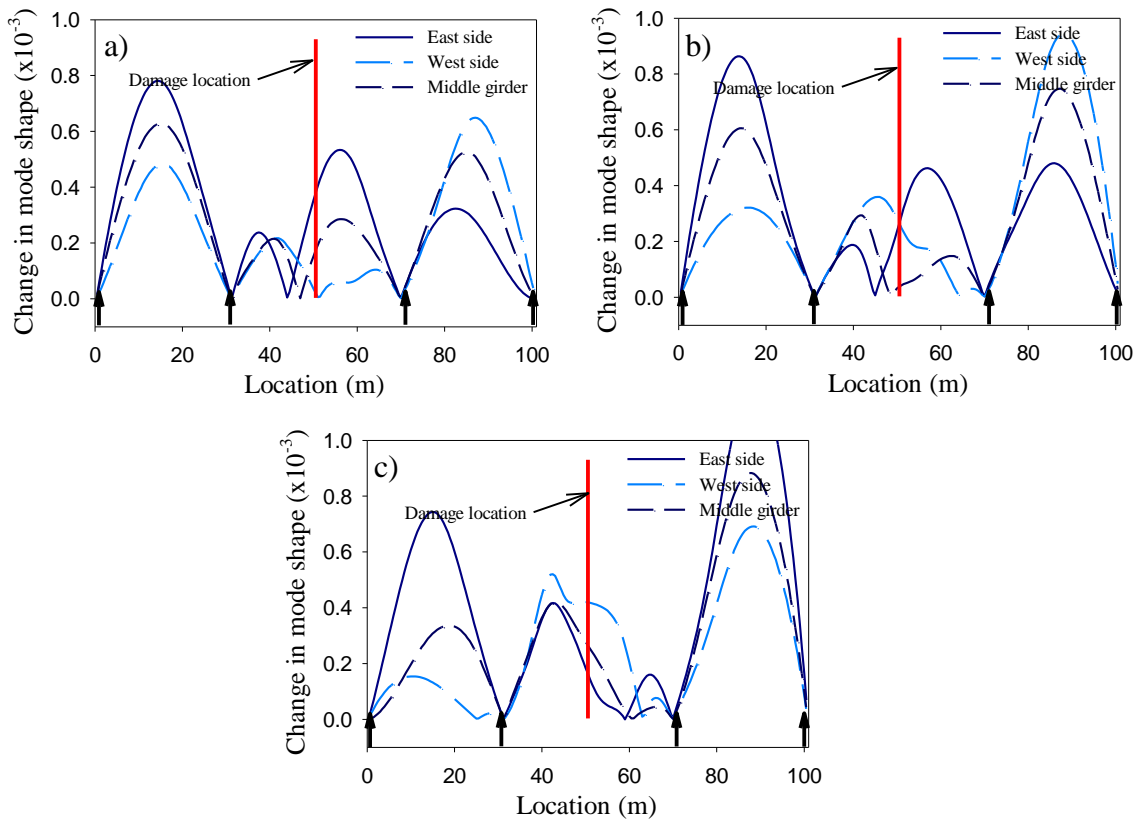 a)
East side
West side
Middle girder
Damage location
Change in mode shape (x10⁻³)
1.0
0.8
0.6
0.4
0.2
0.0
0 20 40 60 80 100
Location (m)
b)
East side
West side
Middle girder
Damage location
Change in mode shape (x10⁻³)
1.0
0.8
0.6
0.4
0.2
0.0
0 20 40 60 80 100
Location (m)
c)
East side
West side
Middle girder
Damage location
Change in mode shape (x10⁻³)
1.0
0.8
0.6
0.4
0.2
0.0
0 20 40 60 80 100
Location (m)